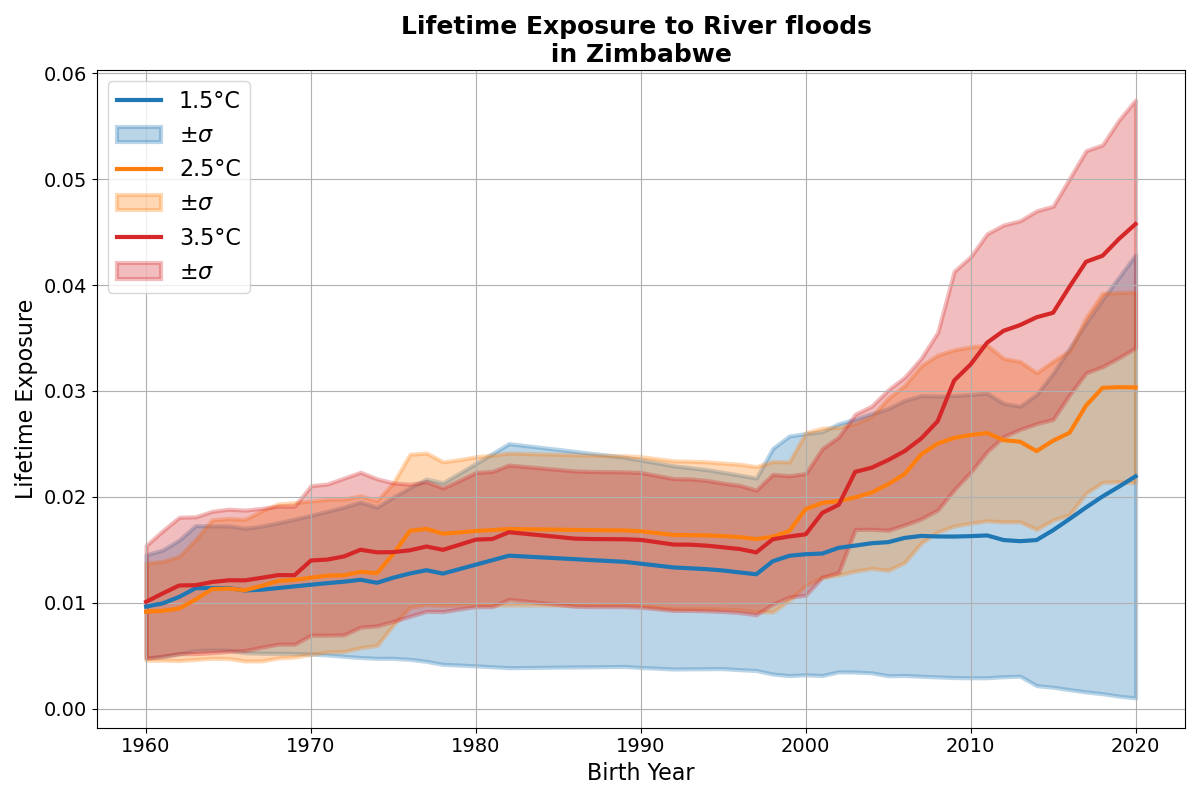 Lifetime Exposure to River floods
in Zimbabwe
0.06
0.05
0.04
0.03
0.02
0.01
0.00
Lifetime Exposure
1.5°C
±σ
2.5°C
±σ
3.5°C
±σ
1960 1970 1980 1990 2000 2010 2020
Birth Year